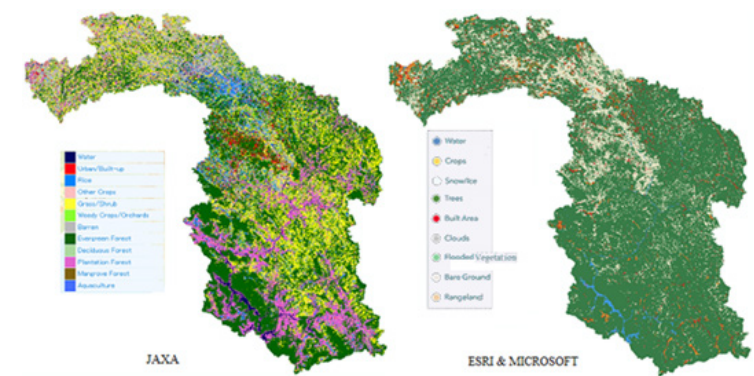 Water
Urban/Built-up
Rice
Other Crops
Grass/Shrub
Woody Crops/Orchards
Barren
Evergreen Forest
Deciduous Forest
Plantation Forest
Mangrove Forest
Aquaculture
JAXA
Water
Crops
Snow/Ice
Trees
Built Area
Clouds
Flooded Vegetation
Bare Ground
Rangeland
ESRI & MICROSOFT